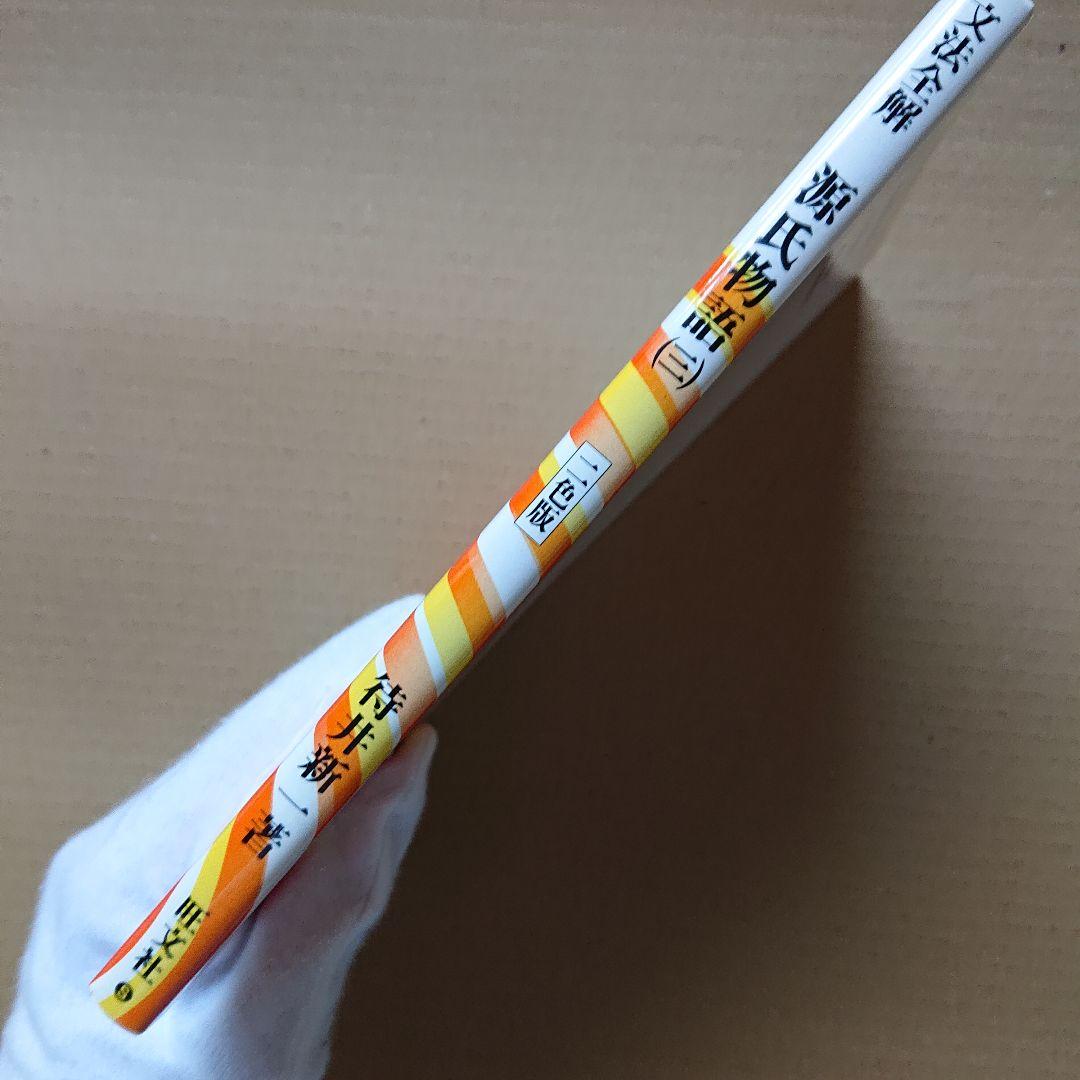 文法全解
源氏物語(三)
二色版
待井新一著
旺文社